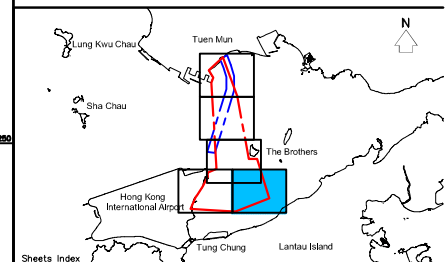 Tuen Mun
N
Lung Kwu Chau
Sha Chau
250
The Brothers
Hong Kong
International Airport
Tung Chung
Lantau Island
Sheets Index